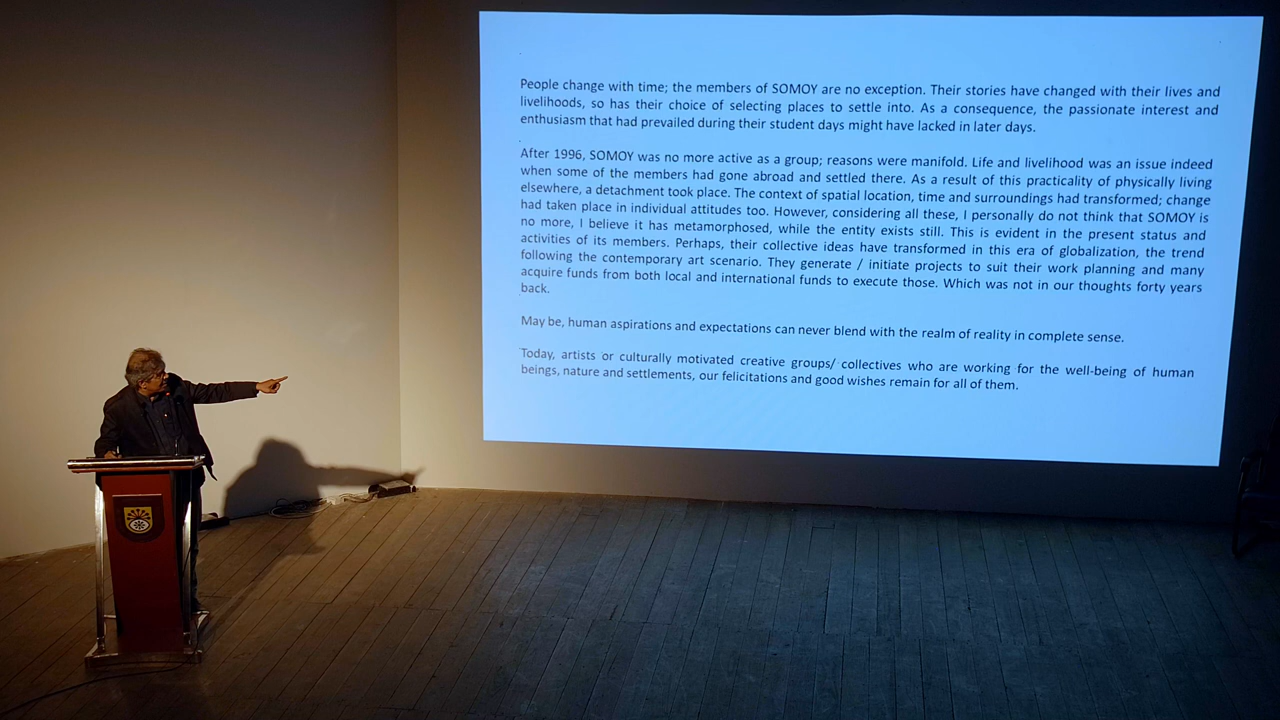 People change with time; the members of SOMOY are no exception. Their stories have changed with their lives and
livelihoods, so has their choice of selecting places to settle into. As a consequence, the passionate interest and
enthusiasm that had prevailed during their student days might have lacked in later days.
After 1996, SOMOY was no more active as a group; reasons were manifold. Life and livelihood was an issue indeed
when some of the members had gone abroad and settled there. As a result of this practicality of physically living
elsewhere, a detachment took place. The context of spatial location, time and surroundings had transformed; change
had taken place in individual attitudes too. However, considering all these, I personally do not think that SOMOY is
no more, I believe it has metamorphosed, while the entity exists still. This is evident in the present status and
activities of its members. Perhaps, their collective ideas have transformed in this era of globalization, the trend
following the contemporary art scenario. They generate / initiate projects to suit their work planning and many
acquire funds from both local and international funds to execute those. Which was not in our thoughts forty years
back.
May be, human aspirations and expectations can never blend with the realm of reality in complete sense.
Today, artists or culturally motivated creative groups/ collectives who are working for the well-being of human
beings, nature and settlements, our felicitations and good wishes remain for all of them.